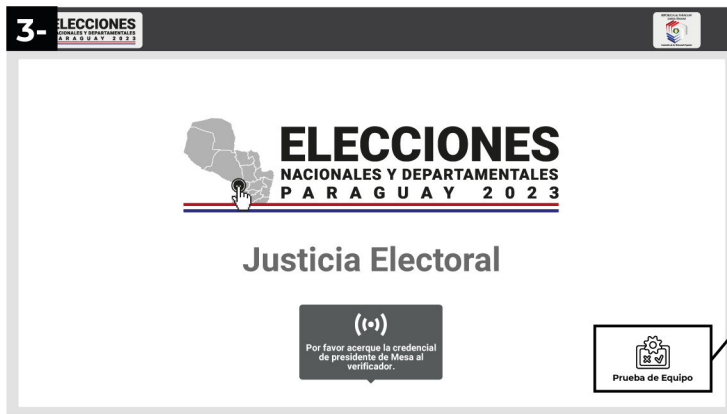 3-
ELECCIONES
NACIONALES Y DEPARTAMENTALES
PARAGUAY 2023
ELECCIONES
NACIONALES Y DEPARTAMENTALES
PARAGUAY 2023
Justicia Electoral
Por favor acerque la credencial
de presidente de Mesa al
verificador.
Prueba de Equipo